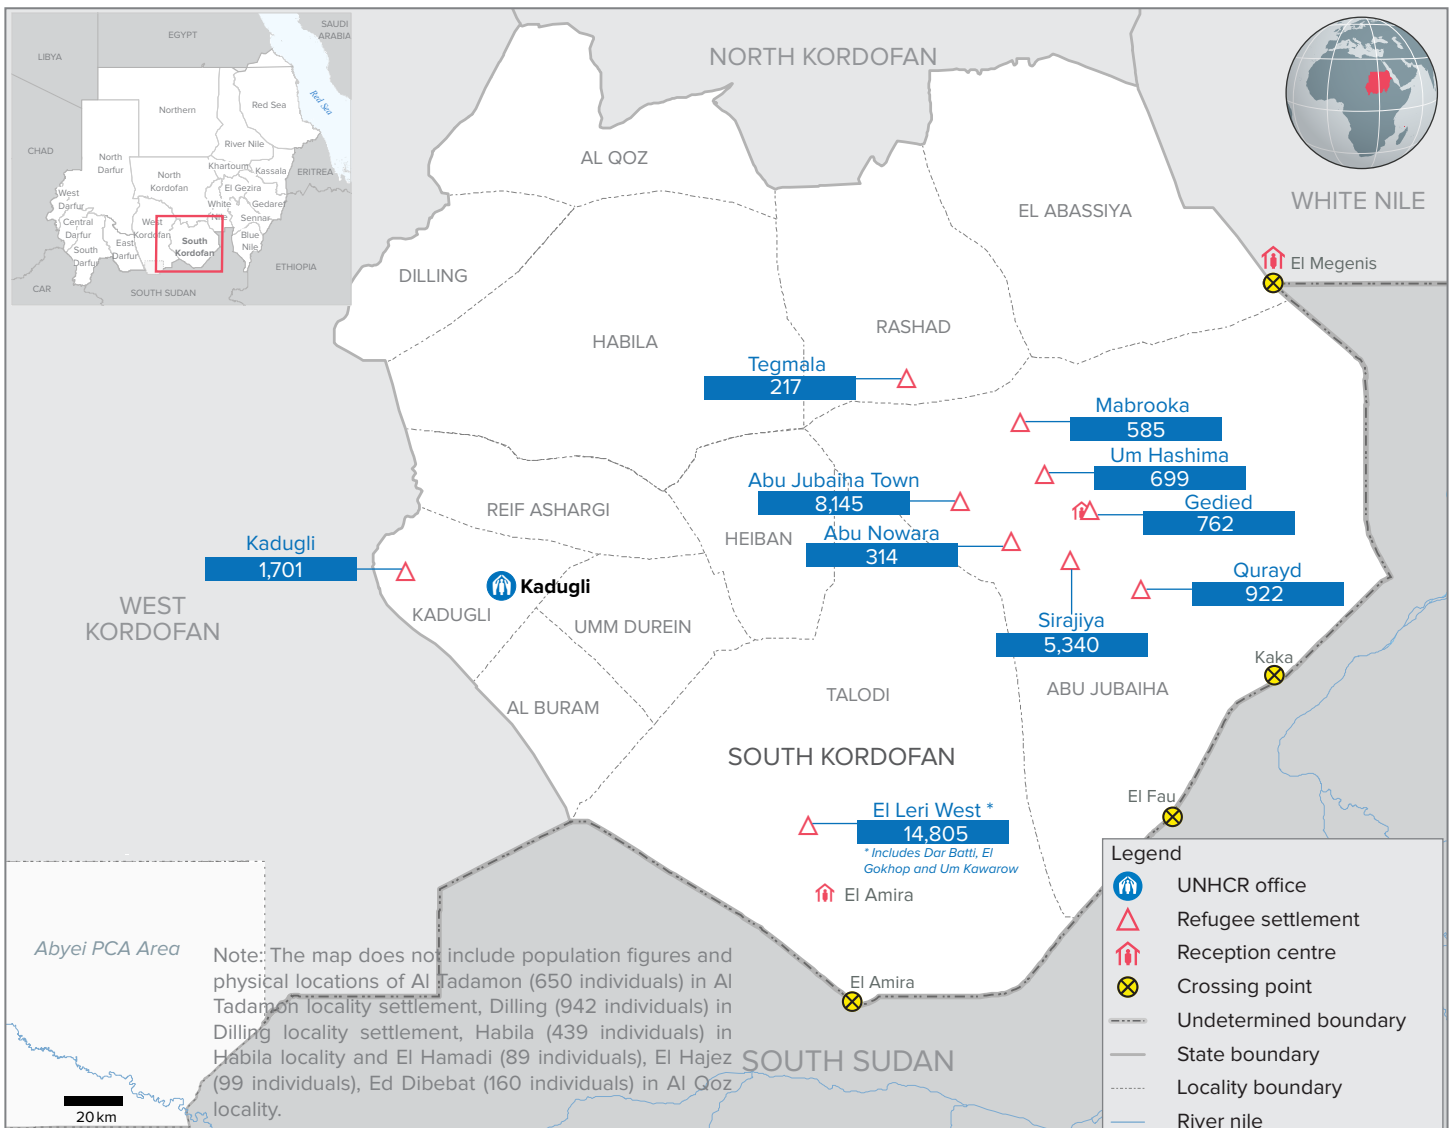 EGYPT
SAUDI
ARABIA
LIBYA
Red Sea
Northern
Red Sea
River Nile
CHAD
North
Darfur
Khartoum
Kassala
ERITREA
North
Kordofan
El Gezira
West
Darfur
White
Nile
Gedaref
Central
Darfur
West
Kordofan
Sennar
South
Kordofan
East
Darfur
Blue
Nile
South
Darfur
ETHIOPIA
CAR
SOUTH SUDAN
NORTH KORDOFAN
WHITE NILE
AL QOZ
EL ABASSIYA
DILLING
El Megenis
RASHAD
HABILA
Tegmala
217
Mabrooka
585
Um Hashima
699
Abu Jubaiha Town
8,145
Gedied
762
REIF ASHARGI
HEIBAN
Abu Nowara
314
Kadugli
1,701
Kadugli
Qurayd
922
WEST
KORDOFAN
KADUGLI
UMM DUREIN
Sirajiya
5,340
Kaka
ABU JUBAIHA
TALODI
AL BURAM
SOUTH KORDOFAN
El Fau
El Leri West *
14,805
* Includes Dar Batti, El
Gokhop and Um Kawarow
El Amira
El Amira
Abyei PCA Area
Note: The map does not include population figures and
physical locations of Al Tadamon (650 individuals) in Al
Tadamon locality settlement, Dilling (942 individuals) in
Dilling locality settlement, Habila (439 individuals) in
Habila locality and El Hamadi (89 individuals), El Hajez
(99 individuals), Ed Dibebat (160 individuals) in Al Qoz
locality.
SOUTH SUDAN
20 km
Legend
UNHCR office
Refugee settlement
Reception centre
Crossing point
Undetermined boundary
State boundary
Locality boundary
River nile